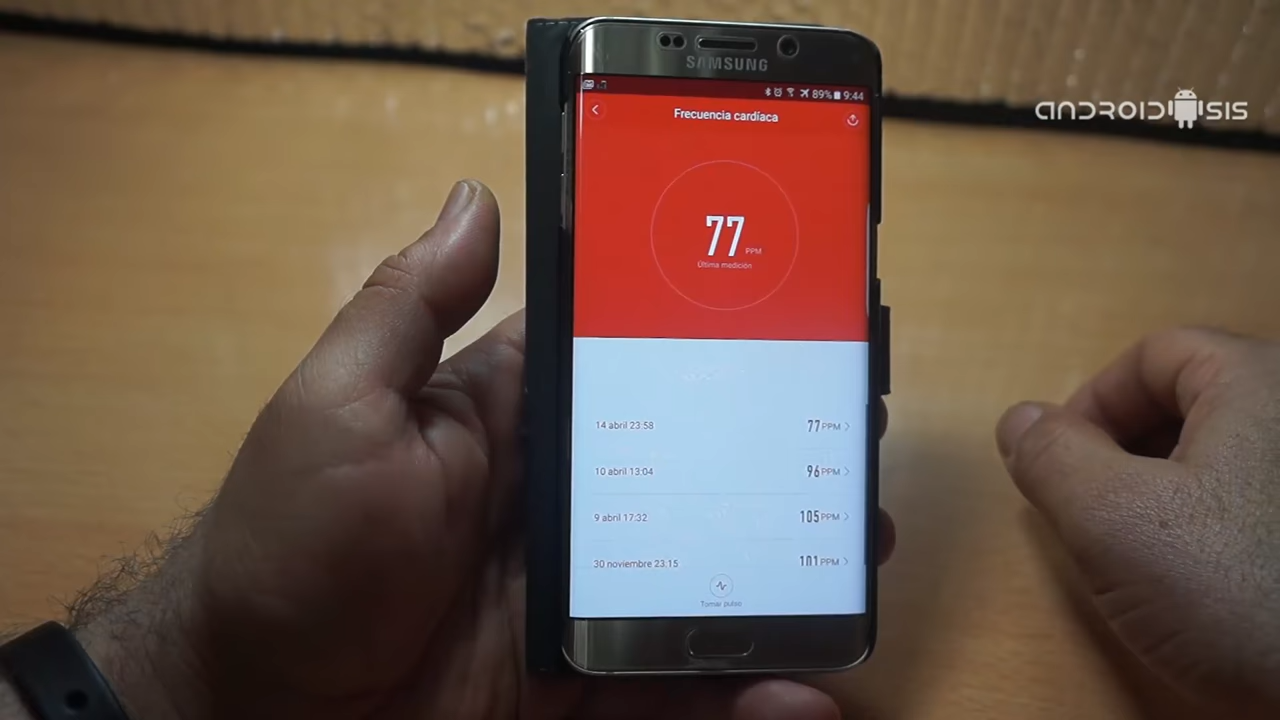 SAMSUNG
89% 9:44
Frecuencia cardíaca
77 PPM
Última medición
14 abril 23:58 77 PPM
10 abril 13:04 96 PPM
9 abril 17:32 105 PPM
30 noviembre 23:15 101 PPM
Tomar pulso
ANDROIDSIS